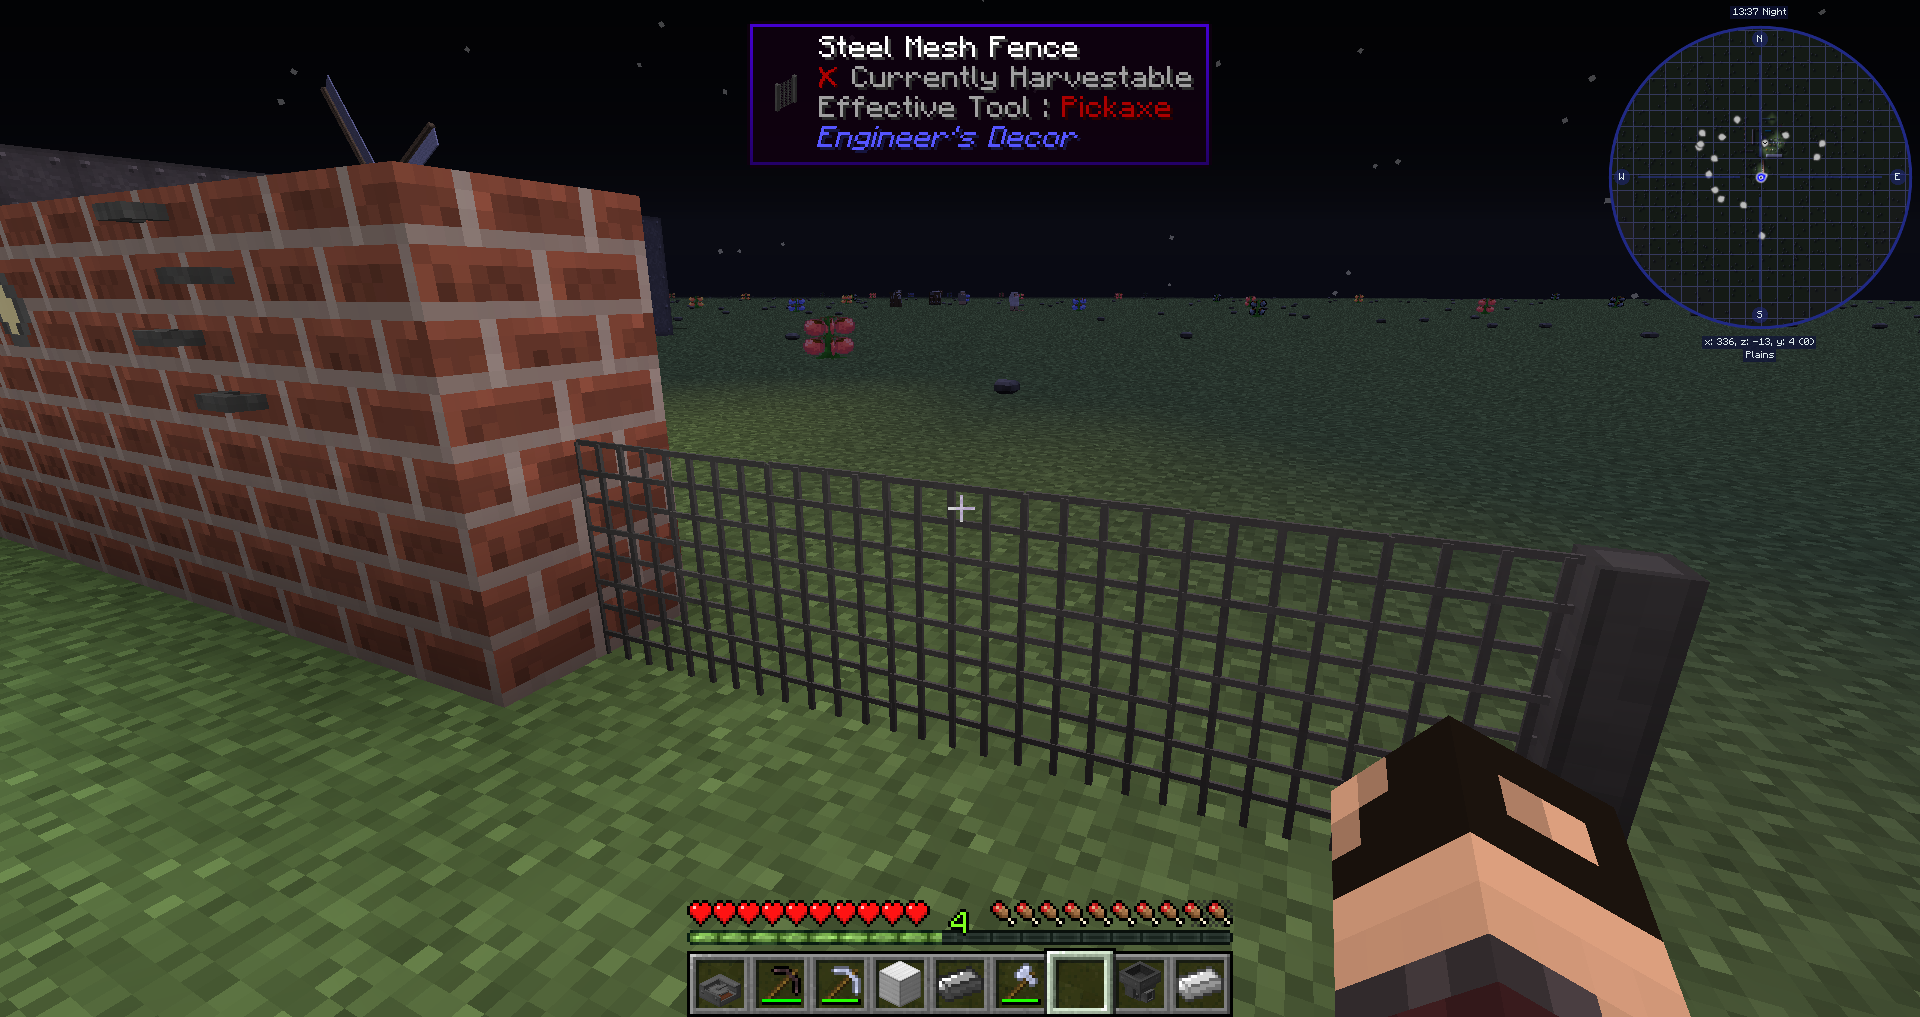 Steel Mesh Fence
X Currently Harvestable
Effective Tool : Pickaxe
Engineer's Decor
13:37 Night
N
W
E
S
x: 336, z: -13, y: 4 (0)
Plains
4